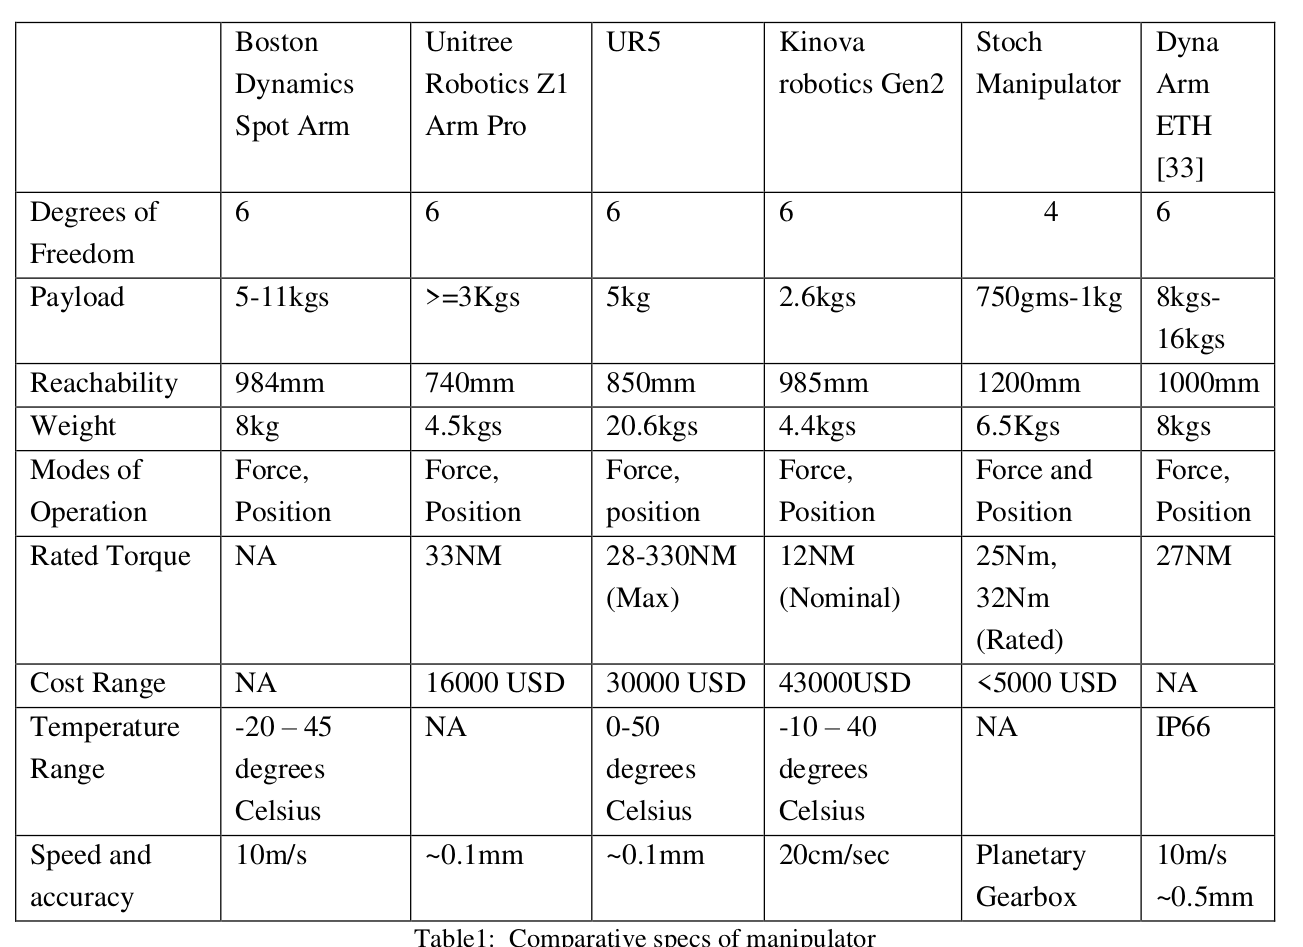 Boston Dynamics Spot Arm
Unitree Robotics Z1 Arm Pro
UR5
Kinova robotics Gen2
Stoch Manipulator
Dyna Arm ETH [33]
Degrees of Freedom
6
6
6
6
4
6
Payload
5-11kgs
>=3Kgs
5kg
2.6kgs
750gms-1kg
8kgs-16kgs
Reachability
984mm
740mm
850mm
985mm
1200mm
1000mm
Weight
8kg
4.5kgs
20.6kgs
4.4kgs
6.5Kgs
8kgs
Modes of Operation
Force, Position
Force, Position
Force, position
Force, Position
Force and Position
Force, Position
Rated Torque
NA
33NM
28-330NM (Max)
12NM (Nominal)
25Nm, 32Nm (Rated)
27NM
Cost Range
NA
16000 USD
30000 USD
43000USD
<5000 USD
NA
Temperature Range
-20 – 45 degrees Celsius
NA
0-50 degrees Celsius
-10 – 40 degrees Celsius
NA
IP66
Speed and accuracy
10m/s
~0.1mm
~0.1mm
20cm/sec
Planetary Gearbox
10m/s ~0.5mm
Table1: Comparative specs of manipulator